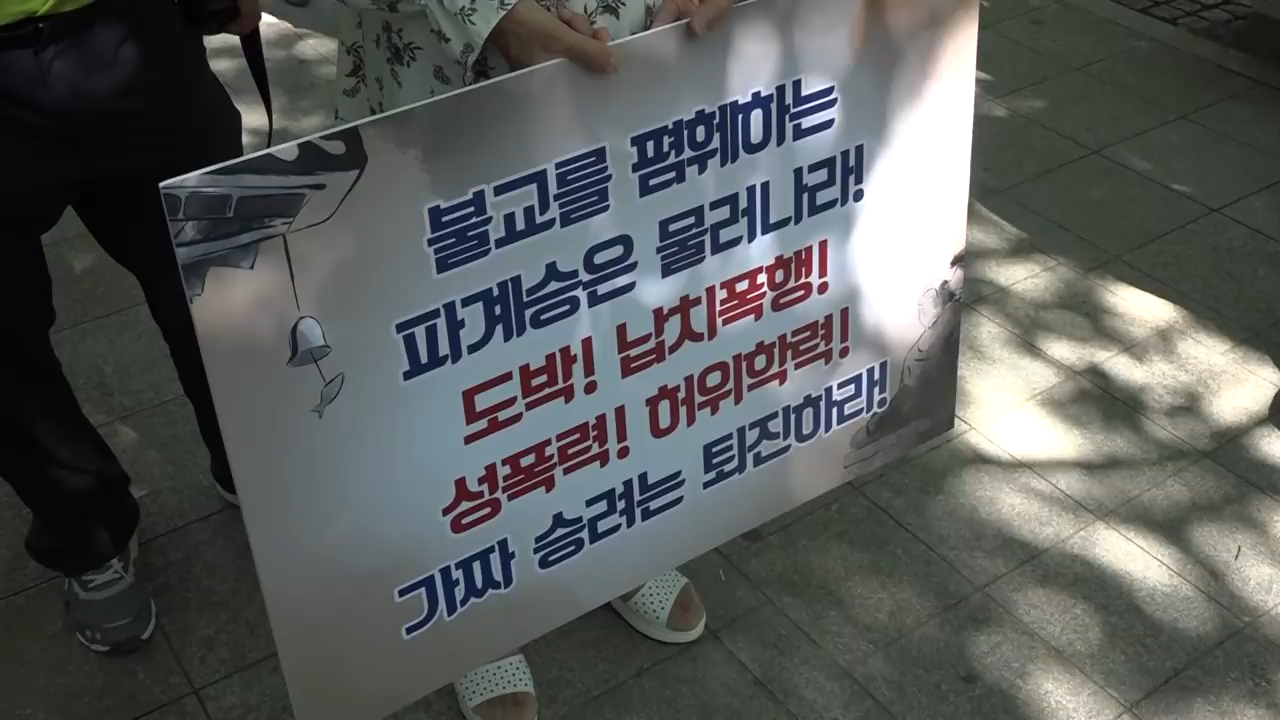 불교를 폄훼하는
파계승은 물러나라!
도박! 납치폭행!
성폭력! 허위학력!
가짜 승려는 퇴진하라!